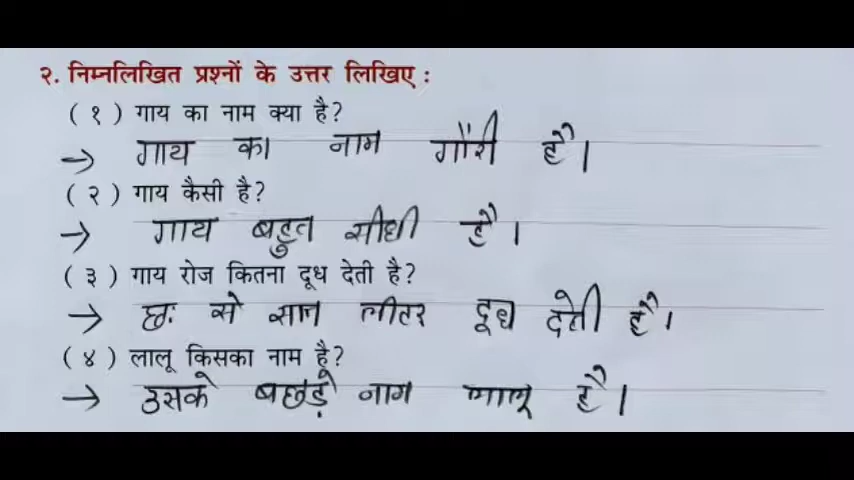 २. निम्नलिखित प्रश्नों के उत्तर लिखिए :
( १ ) गाय का नाम क्या है?
→ गाय का नाम गौरी है।
( २ ) गाय कैसी है?
→ गाय बहुत सीधी है।
( ३ ) गाय रोज कितना दूध देती है?
→ छः से सात लीटर दूध देती है।
( ४ ) लालू किसका नाम है?
→ उसके बछड़े नाम लालू है।